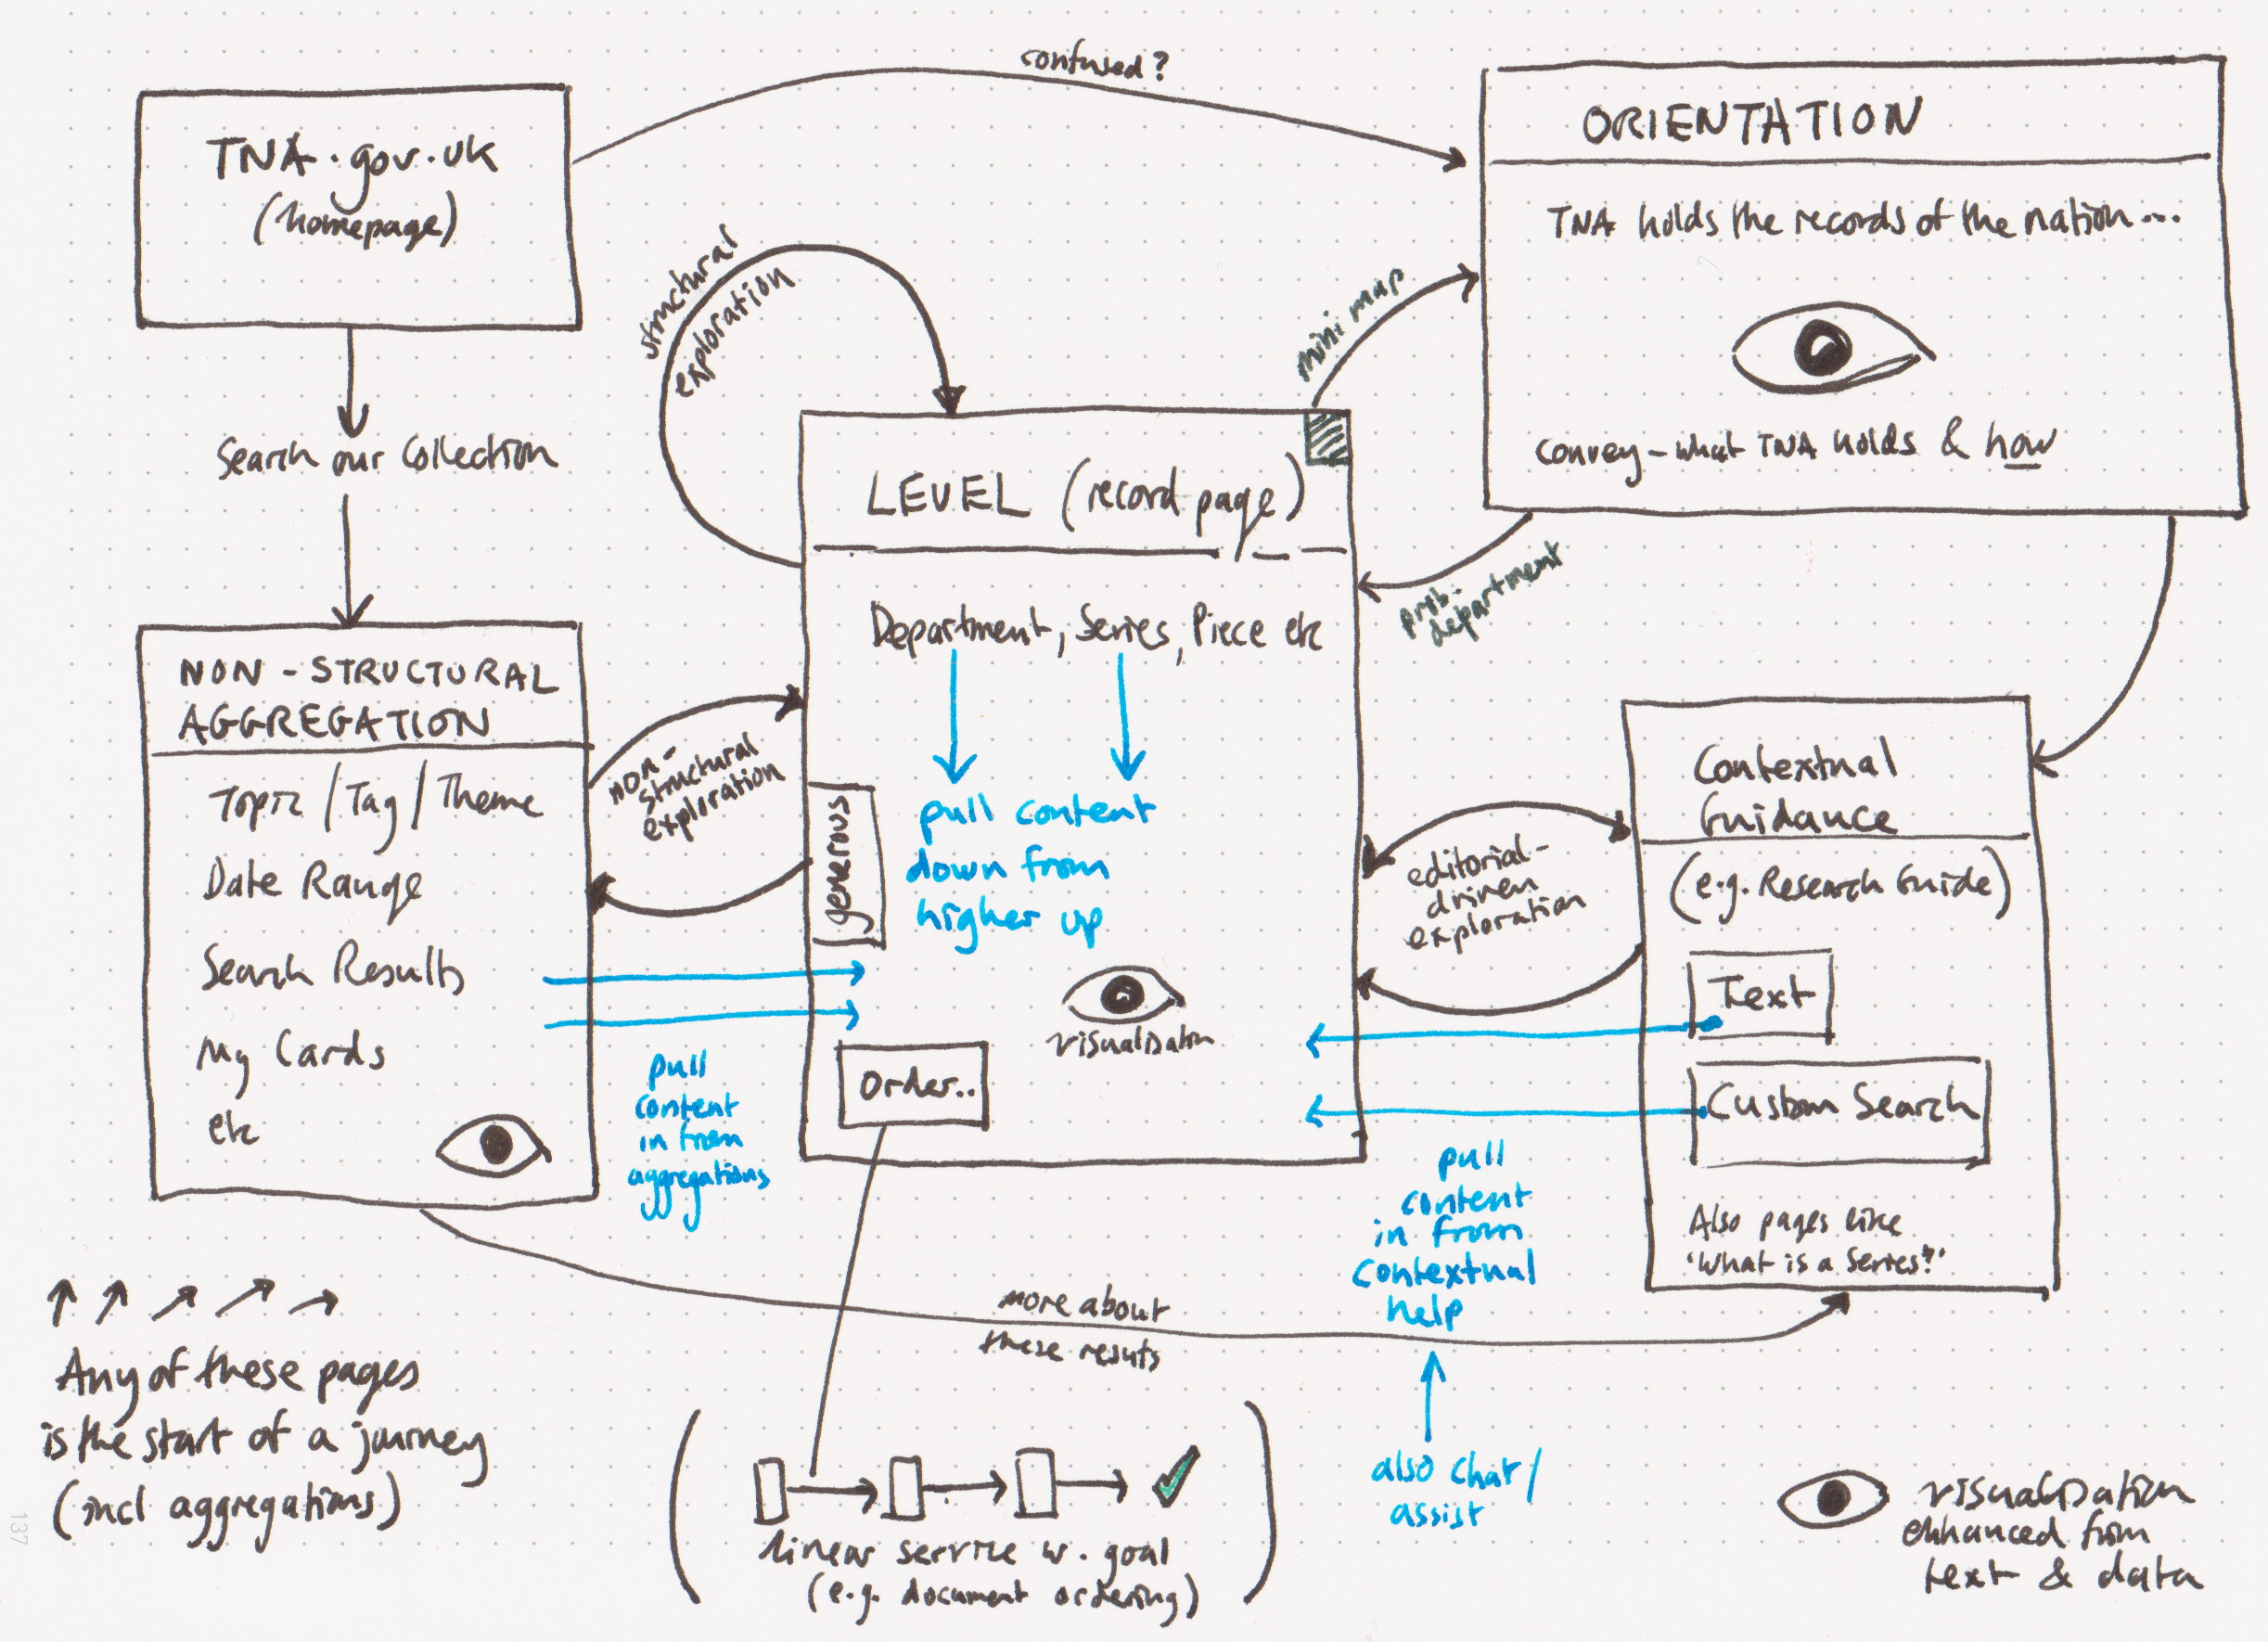 confused?
TNA.gov.uk
(homepage)
ORIENTATION
TNA holds the records of the nation...
Convey - what TNA holds & how
structural
exploration
mini map
Search our Collection
LEVEL (record page)
Department, Series, Piece etc
prob.
department
NON-STRUCTURAL
AGGREGATION
Topic / Tag / Theme
Date Range
Search Results
My Cards
etc
non-
structural
exploration
generous
pull content
down from
higher up
visualisation
Order..
editorial-
driven
exploration
Contextual
Guidance
(e.g. Research Guide)
Text
Custom Search
Also pages like
'What is a Series?'
pull
content
in from
aggregations
pull
content
in from
contextual
help
more about
these results
also chat/
assist
Any of these pages
is the start of a journey
(incl aggregations)
linear service w. goal
(e.g. document ordering)
visualisation
enhanced from
text & data
137